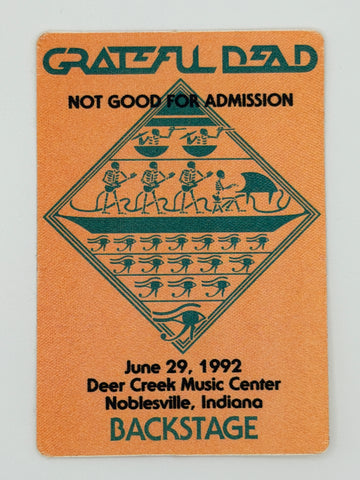 GRATEFUL DEAD
NOT GOOD FOR ADMISSION
June 29, 1992
Deer Creek Music Center
Noblesville, Indiana
BACKSTAGE